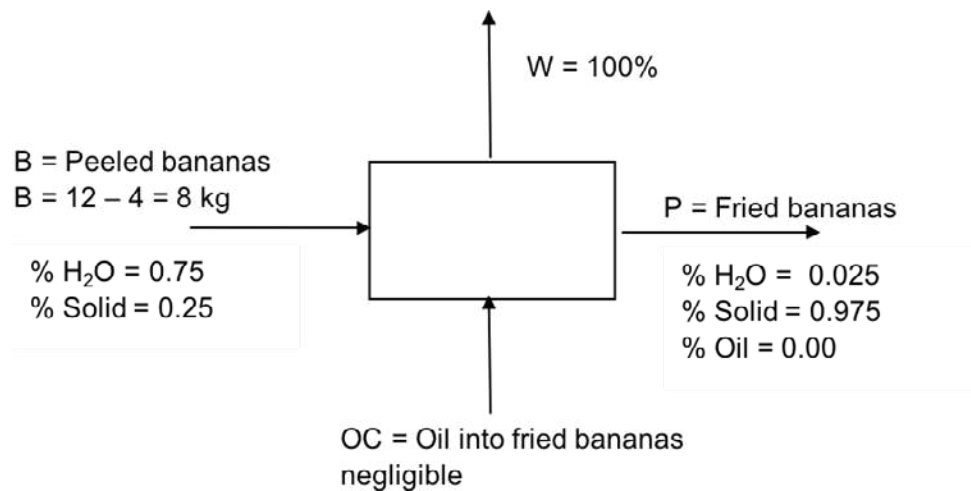 W = 100%
B = Peeled bananas
B = 12 – 4 = 8 kg
% H₂O = 0.75
% Solid = 0.25
P = Fried bananas
% H₂O = 0.025
% Solid = 0.975
% Oil = 0.00
OC = Oil into fried bananas
negligible